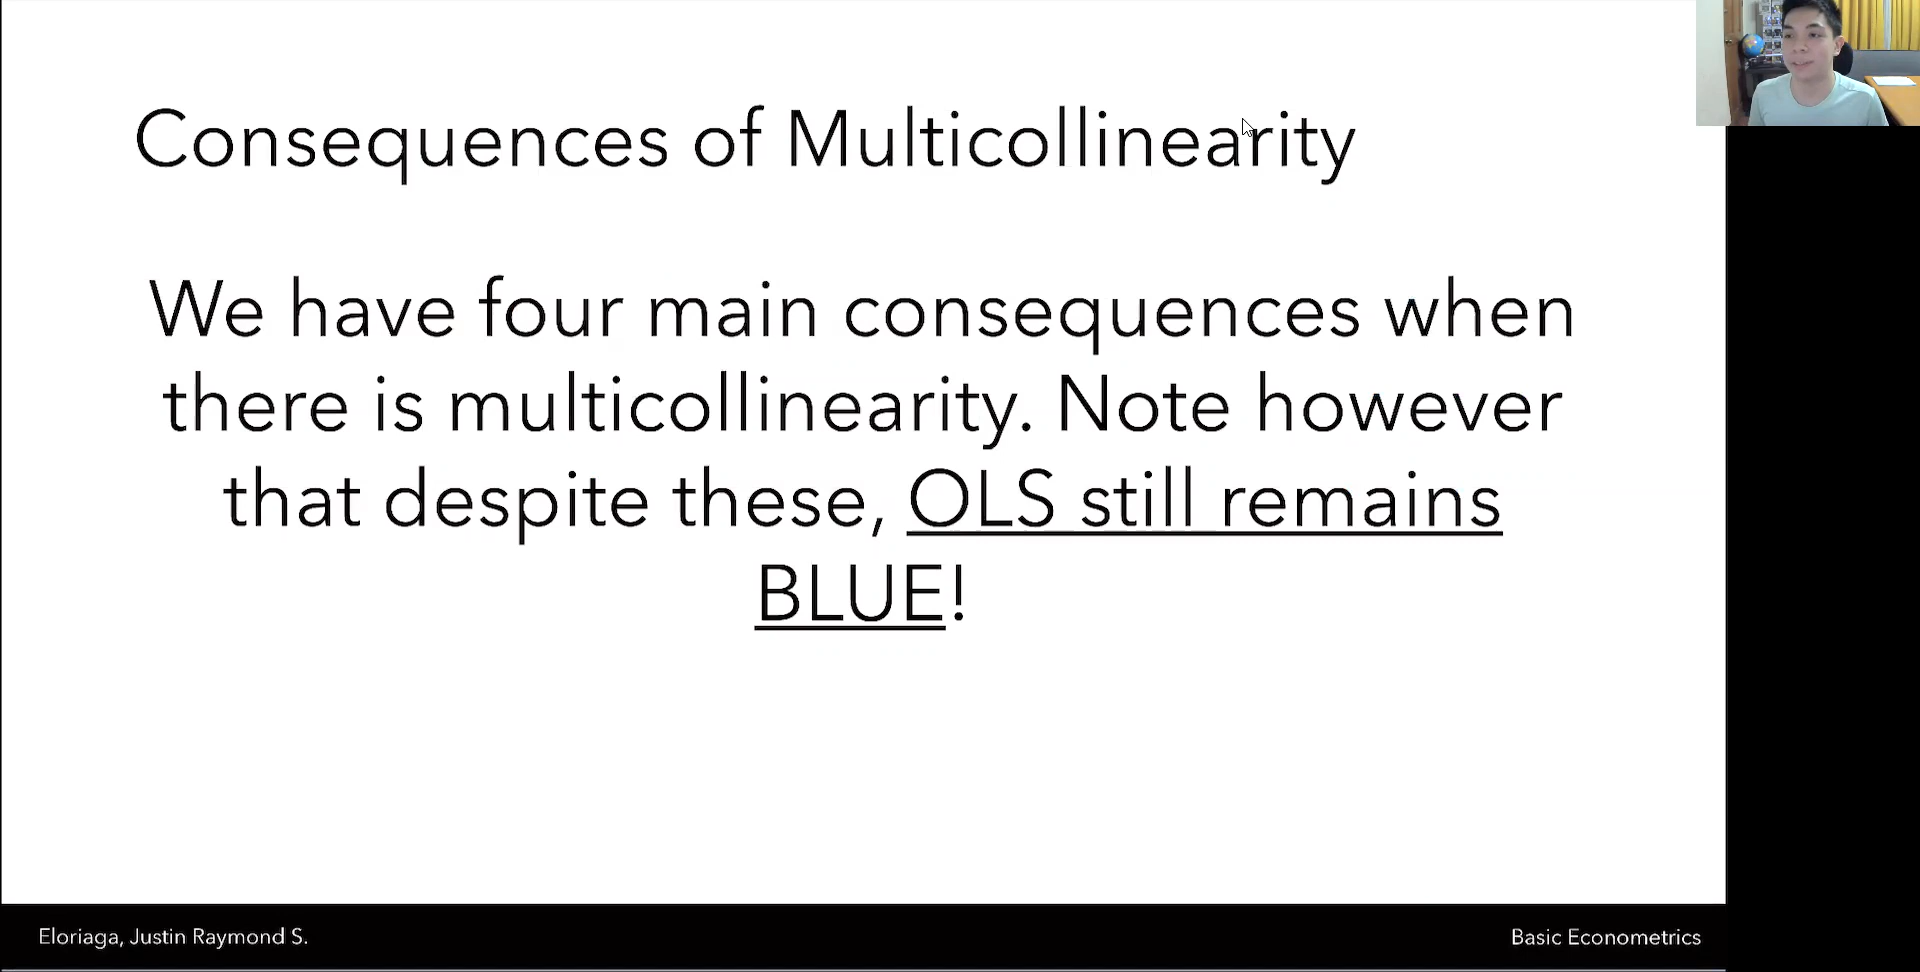 Consequences of Multicollinearity
We have four main consequences when
there is multicollinearity. Note however
that despite these, OLS still remains
BLUE!
Eloriaga, Justin Raymond S.
Basic Econometrics